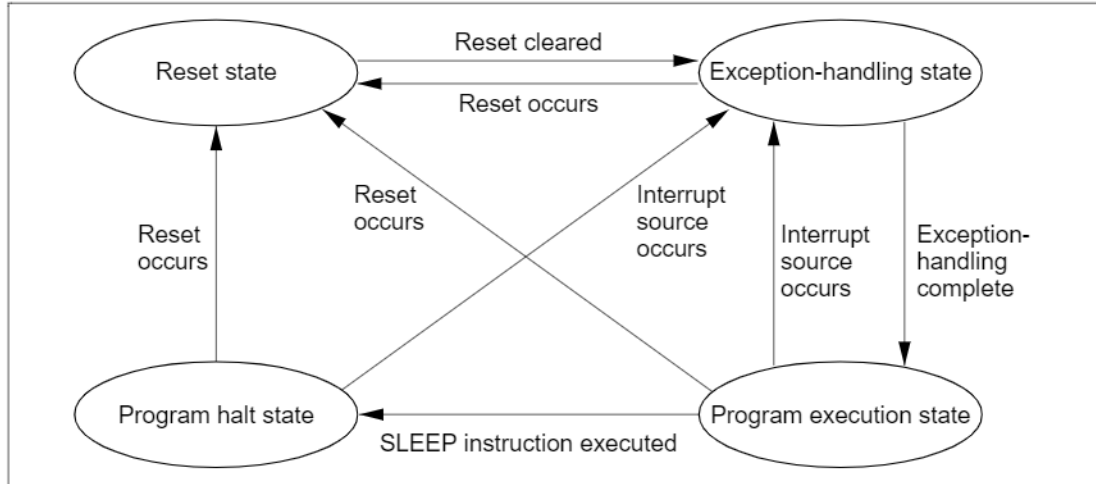 Reset cleared
Reset state
Exception-handling state
Reset occurs
Reset
occurs
Interrupt
source
occurs
Reset
occurs
Interrupt
source
occurs
Exception-
handling
complete
Program halt state
Program execution state
SLEEP instruction executed